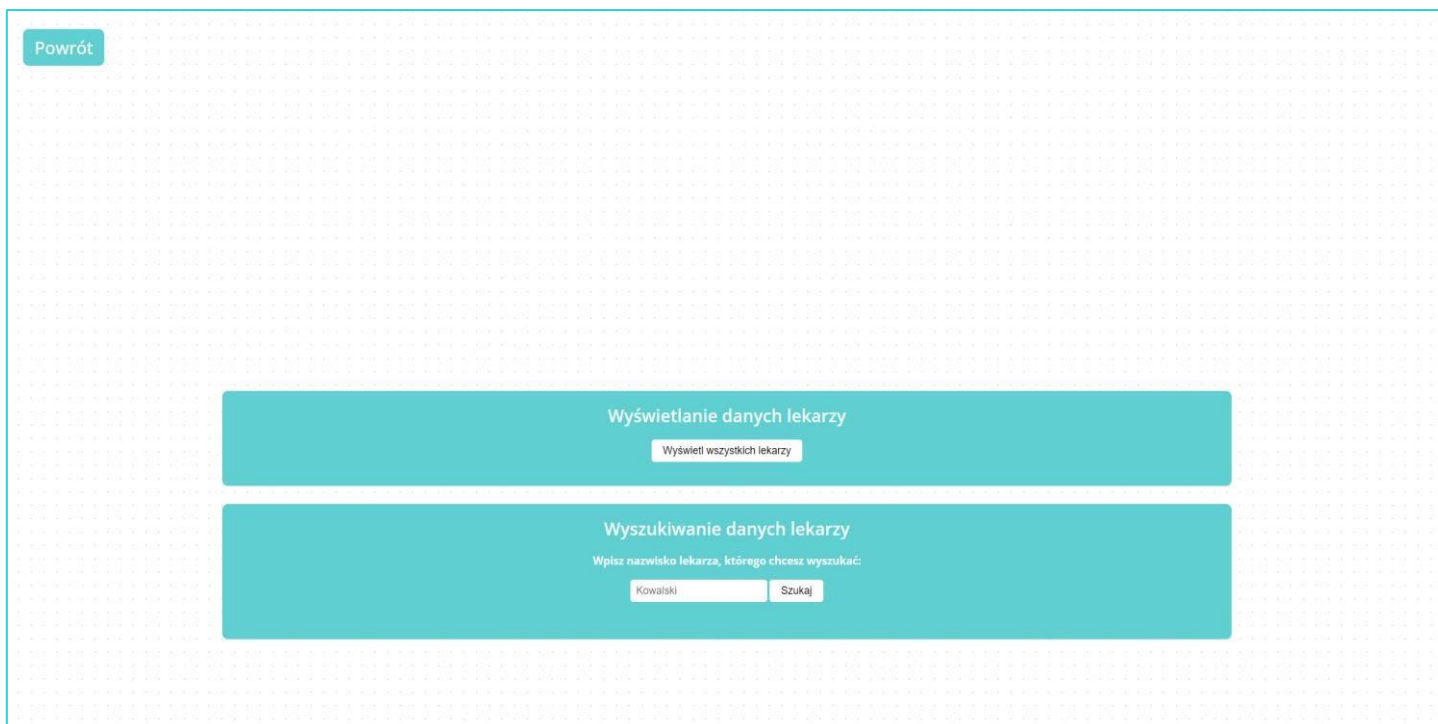 Powrót
Wyświetlanie danych lekarzy
Wyświetl wszystkich lekarzy
Wyszukiwanie danych lekarzy
Wpisz nazwisko lekarza, którego chcesz wyszukać:
Kowalski Szukaj